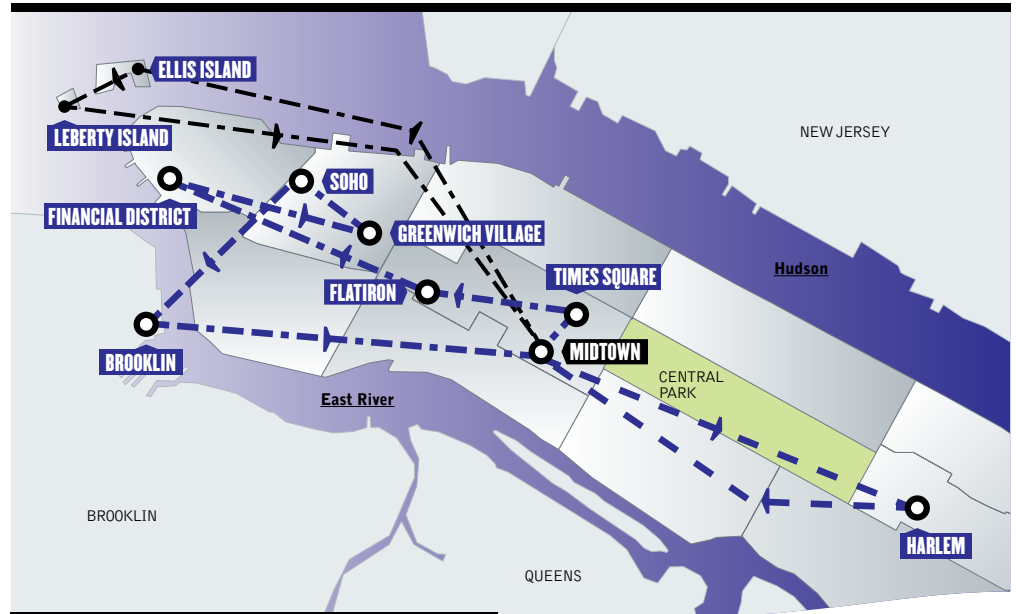 ELLIS ISLAND
LEBERTY ISLAND
NEW JERSEY
SOHO
FINANCIAL DISTRICT
GREENWICH VILLAGE
Hudson
TIMES SQUARE
FLATIRON
MIDTOWN
BROOKLIN
CENTRAL
PARK
East River
BROOKLIN
HARLEM
QUEENS